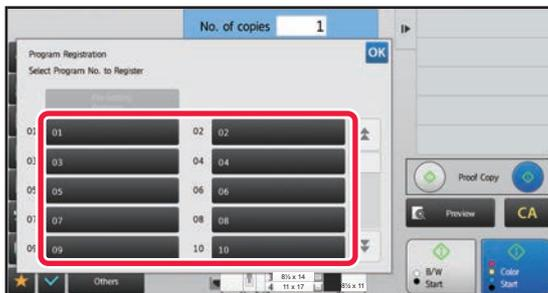 No. of copies 1
Program Registration
OK
Select Program No. to Register
01 01 02 02
03 03 04 04
05 05 06 06
07 07 08 08
09 09 10 10
Proof Copy
Preview CA
B/W Start
Color Start
Others
8½ x 14
4 11 x 17
8½ x 11